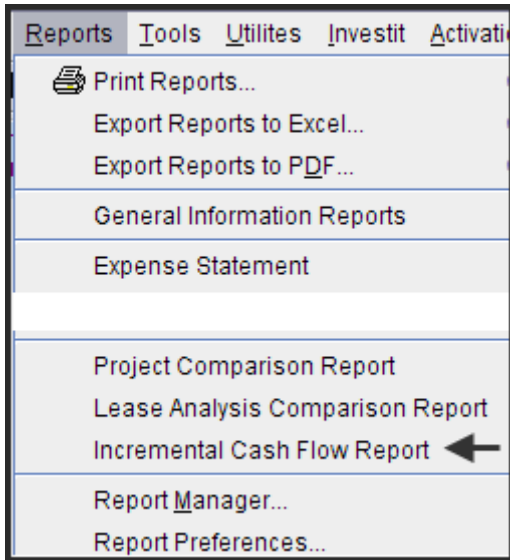 Reports Tools Utilites Investit Activati
Print Reports...
Export Reports to Excel...
Export Reports to PDF...
General Information Reports
Expense Statement
Project Comparison Report
Lease Analysis Comparison Report
Incremental Cash Flow Report
Report Manager...
Report Preferences...